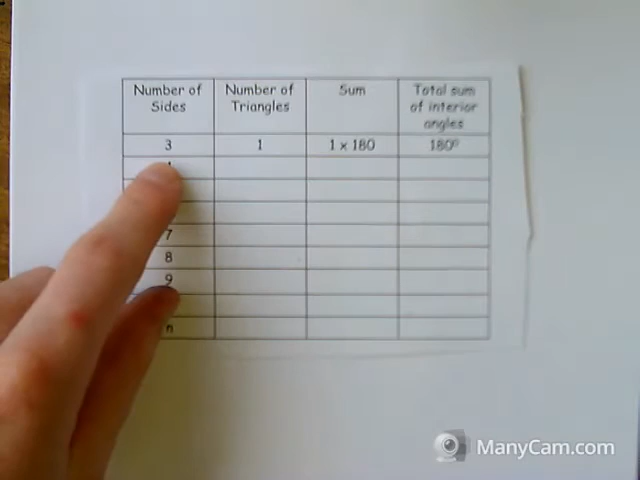 Number of Sides
Number of Triangles
Sum
Total sum of interior angles
3 1 1 x 180 180⁰
7
8
9
n
ManyCam.com